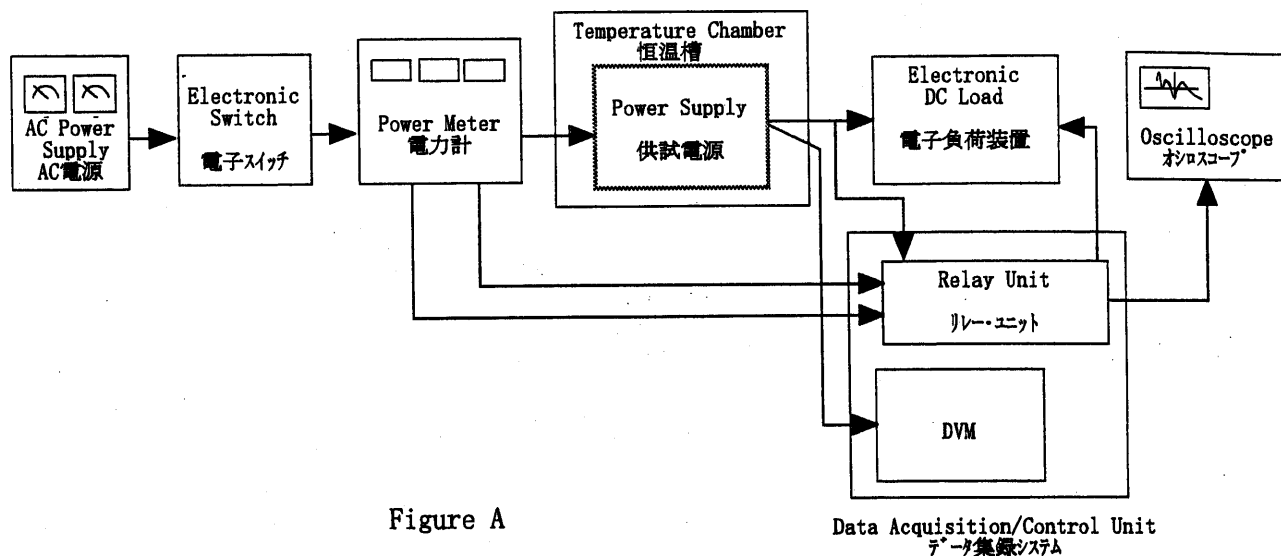 AC Power
Supply
AC電源
Electronic
Switch
電子スイッチ
Power Meter
電力計
Temperature Chamber
恒温槽
Power Supply
供試電源
Electronic
DC Load
電子負荷装置
Oscilloscope
オシロスコープ
Relay Unit
リレー・ユニット
DVM
Data Acquisition/Control Unit
データ集録システム
Figure A